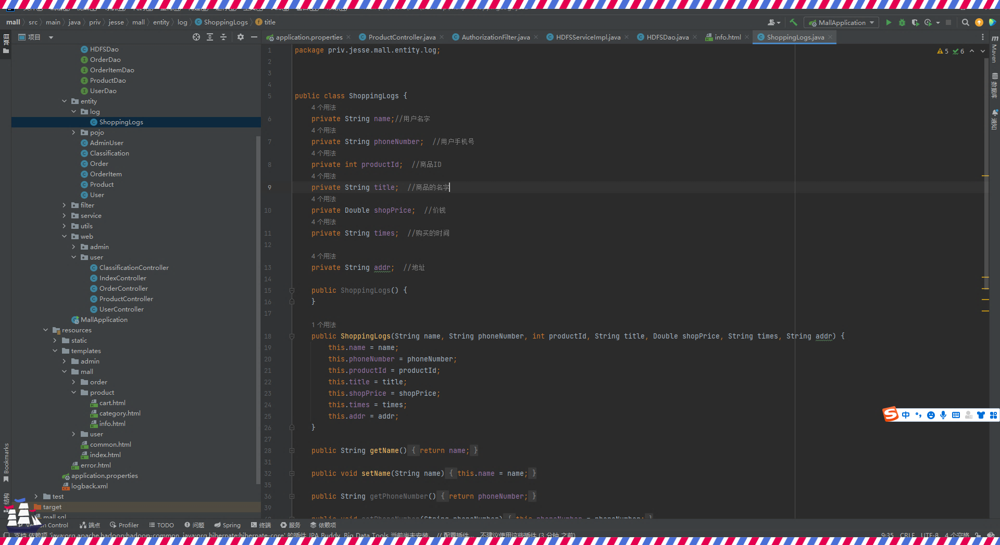 mall src main java priv jesse mall entity log ShoppingLogs title
MallApplication
项目
application.properties ProductController.java AuthorizationFilter.java HDFSServiceImpl.java HDFSDao.java info.html ShoppingLogs.java
项目
HDFSDao
OrderDao
OrderItemDao
ProductDao
UserDao
entity
log
ShoppingLogs
pojo
AdminUser
Classification
Order
OrderItem
Product
User
filter
service
utils
web
admin
user
ClassificationController
IndexController
OrderController
ProductController
UserController
MallApplication
resources
static
templates
admin
mall
order
product
cart.html
category.html
info.html
user
common.html
index.html
error.html
application.properties
logback.xml
test
target
mall.sql
Bookmarks
结构
1 package priv.jesse.mall.entity.log;
2
3
4
5 public class ShoppingLogs {
4 个用法
6 private String name;//用户名字
4 个用法
7 private String phoneNumber; //用户手机号
4 个用法
8 private int productId; //商品ID
4 个用法
9 private String title; //商品的名字
4 个用法
10 private Double shopPrice; //价钱
4 个用法
11 private String times; //购买的时间
12
4 个用法
13 private String addr; //地址
14
15 public ShoppingLogs() {
16 }
17
1 个用法
18 public ShoppingLogs(String name, String phoneNumber, int productId, String title, Double shopPrice, String times, String addr) {
19 this.name = name;
20 this.phoneNumber = phoneNumber;
21 this.productId = productId;
22 this.title = title;
23 this.shopPrice = shopPrice;
24 this.times = times;
25 this.addr = addr;
26 }
27
28 public String getName() { return name; }
31
32 public void setName(String name) { this.name = name; }
35
36 public String getPhoneNumber() { return phoneNumber; }
39
40 public void setPhoneNumber(String phoneNumber) { this.phoneNumber = phoneNumber; }
5 6
m Maven
数据库
通知
中
Control 端点 Profiler TODO 问题 Spring 终端 服务 依赖项
支持 依赖项 'java:org.apache.hadoop:hadoop-common, java:org.hibernate:hibernate-core' 的插件 JPA Buddy, Big Data Tools 当前尚未安装。 // 配置插件... 不建议使用这些插件 (3 分钟 之前)
9:35 CRLF UTF-8 4 个空格